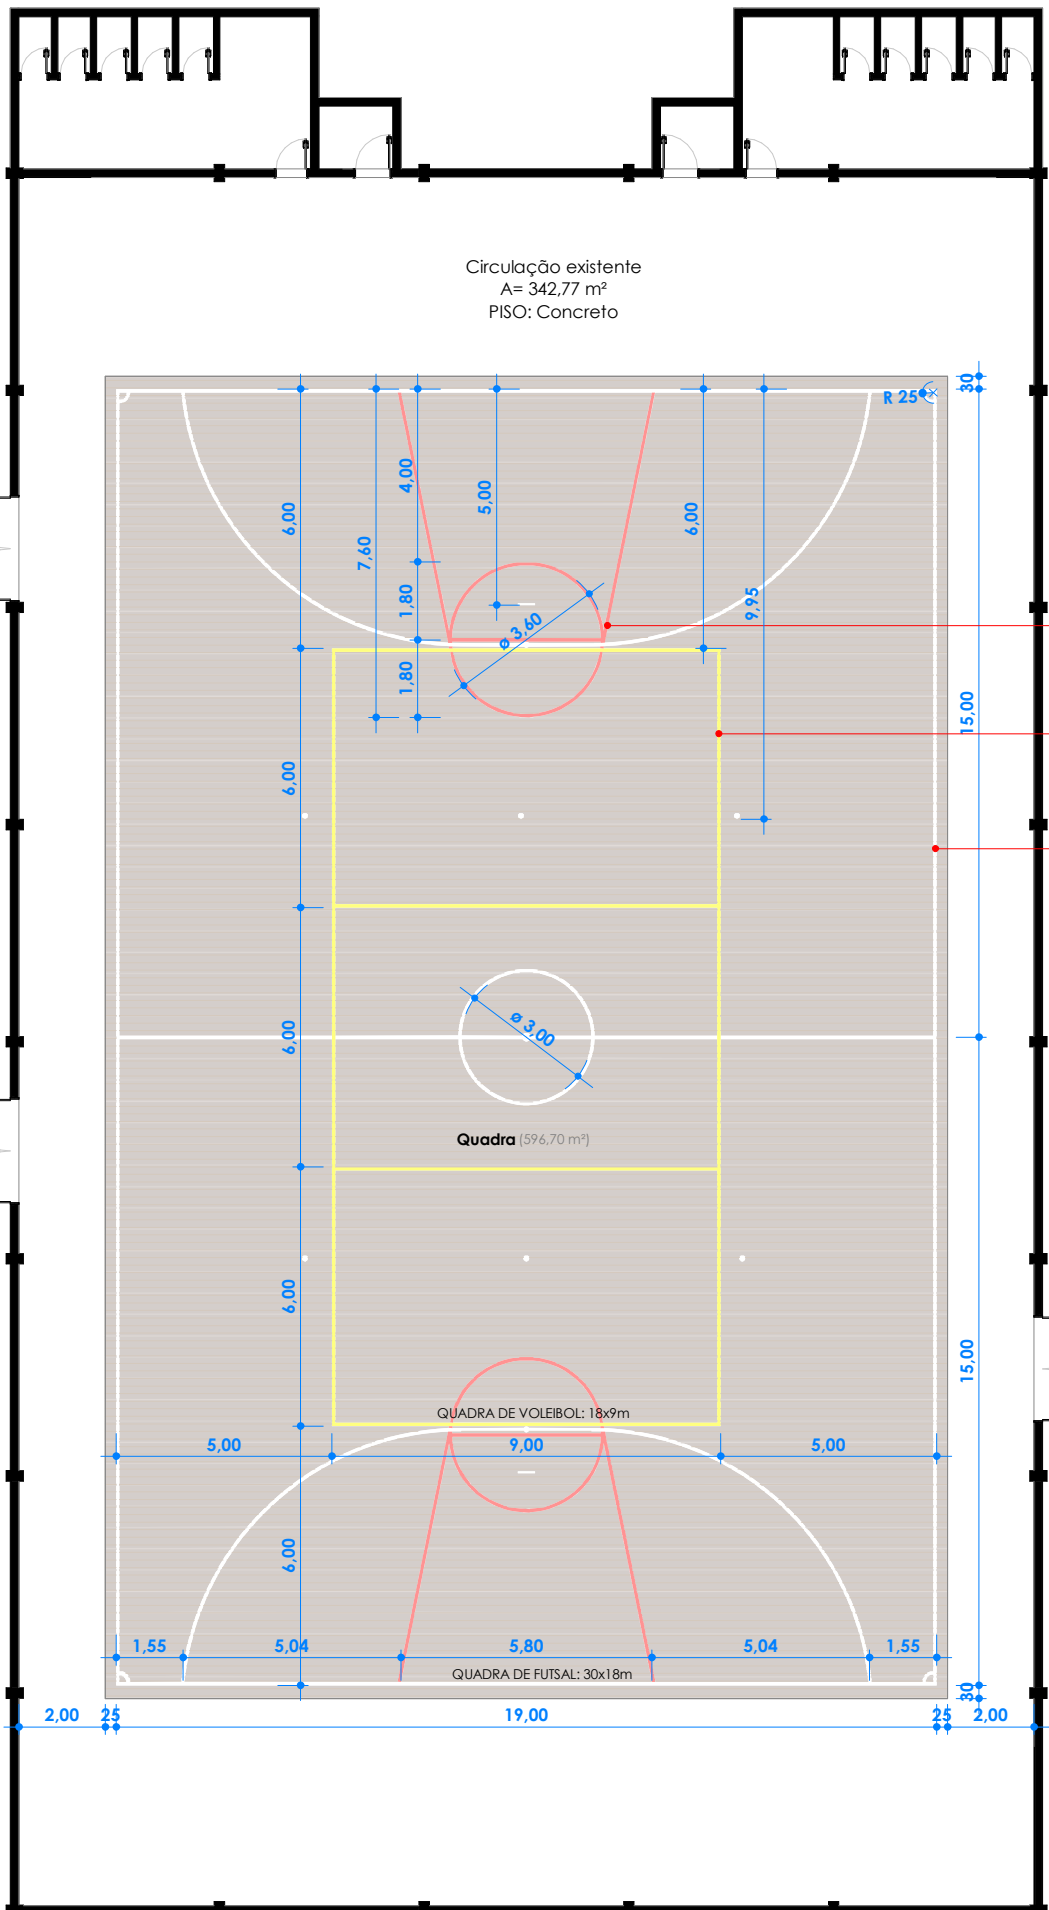 Circulação existente
A= 342,77 m²
PISO: Concreto
30
R 25
4,00
5,00
6,00
6,00
7,60
1,80
9,95
ø 3,60
1,80
15,00
6,00
6,00
ø 3,00
Quadra (596,70 m²)
6,00
15,00
QUADRA DE VOLEIBOL: 18x9m
5,00 9,00 5,00
6,00
1,55 5,04 5,80 5,04 1,55
QUADRA DE FUTSAL: 30x18m
30
2,00 25 19,00 25 2,00